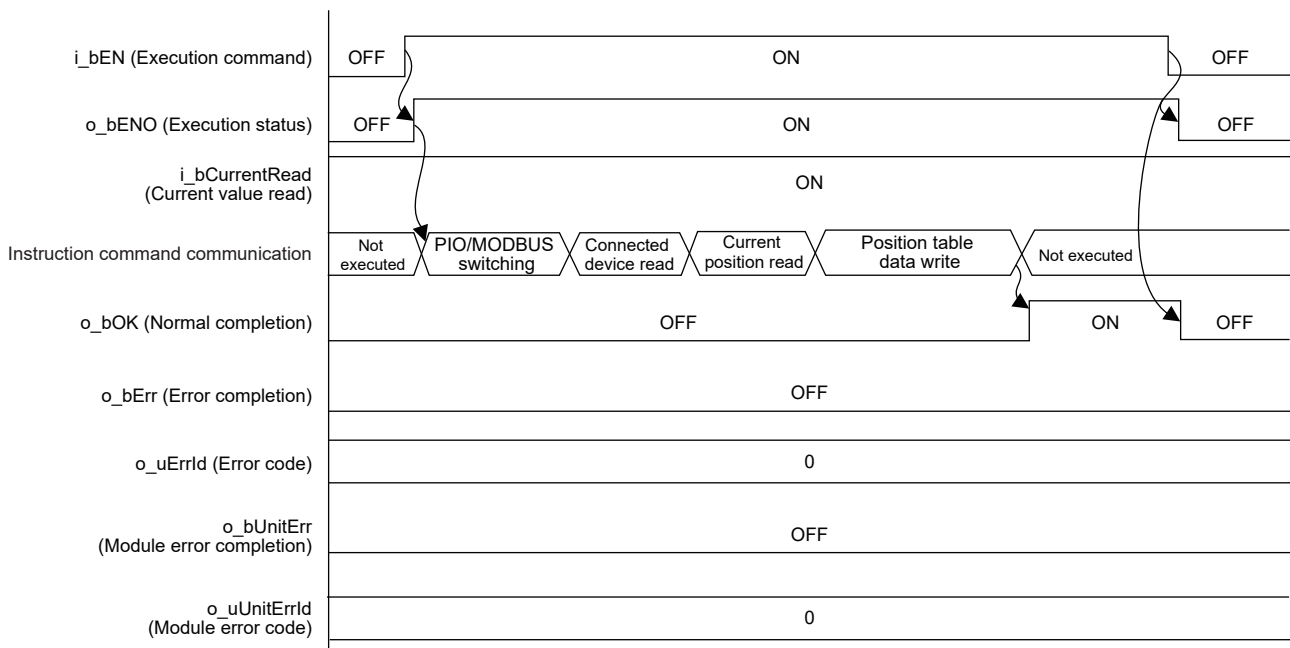 i_bEN (Execution command)
OFF
ON
OFF
o_bENO (Execution status)
OFF
ON
OFF
i_bCurrentRead
(Current value read)
ON
Instruction command communication
Not
executed
PIO/MODBUS
switching
Connected
device read
Current
position read
Position table
data write
Not executed
o_bOK (Normal completion)
OFF
ON
OFF
o_bErr (Error completion)
OFF
o_uErrId (Error code)
0
o_bUnitErr
(Module error completion)
OFF
o_uUnitErrId
(Module error code)
0